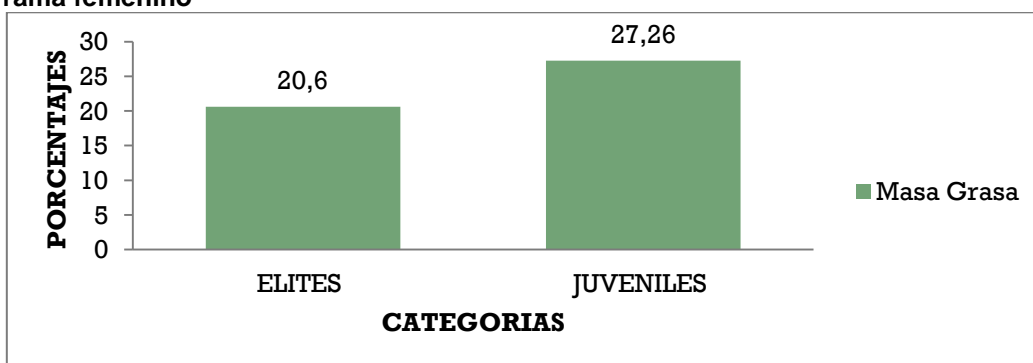 rama femenino
PORCENTAJES
30
25
20
15
10
5
0
20,6
27,26
ELITES
JUVENILES
CATEGORIAS
Masa Grasa